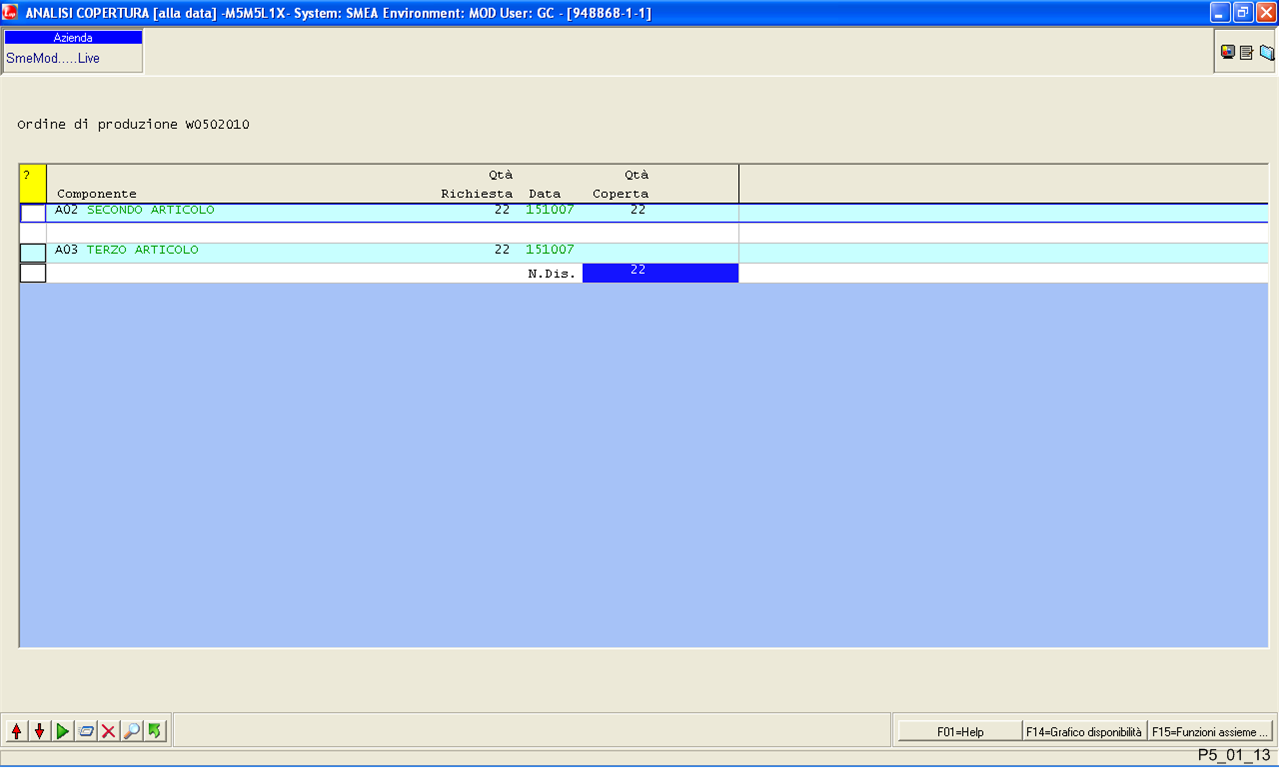 ANALISI COPERTURA [alla data] -M5M5L1X- System: SMEA Environment: MOD User: GC - [948868-1-1]
Azienda
SmeMod.....Live
ordine di produzione W0502010
? Qtà Qtà
Componente Richiesta Data Coperta
A02 SECONDO ARTICOLO 22 151007 22
A03 TERZO ARTICOLO 22 151007
N.Dis. 22
F01=Help F14=Grafico disponibilità F15=Funzioni assieme ...
P5_01_13